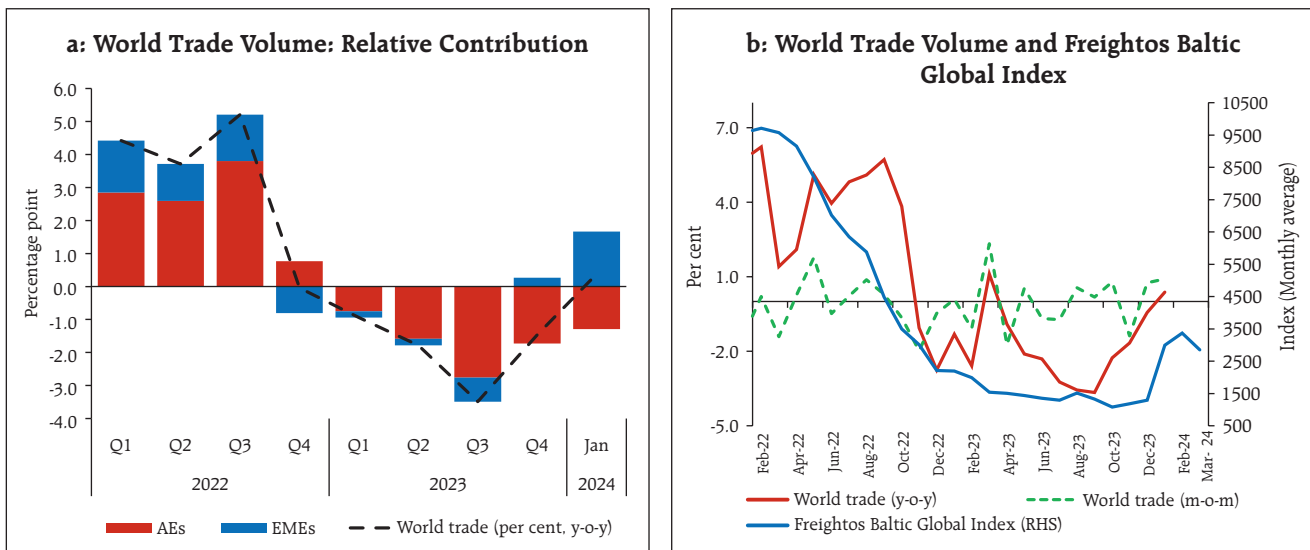 a: World Trade Volume: Relative Contribution
6.0
5.0
4.0
3.0
2.0
1.0
0.0
-1.0
-2.0
-3.0
-4.0
Percentage point
Q1 Q2 Q3 Q4 Q1 Q2 Q3 Q4 Jan
2022 2023 2024
AEs EMEs World trade (per cent, y-o-y)
b: World Trade Volume and Freightos Baltic
Global Index
7.0
4.0
1.0
-2.0
-5.0
Per cent
10500
9500
8500
7500
6500
5500
4500
3500
2500
1500
500
Index (Monthly average)
Feb-22
Apr-22
Jun-22
Aug-22
Oct-22
Dec-22
Feb-23
Apr-23
Jun-23
Aug-23
Oct-23
Dec-23
Feb-24
Mar- 24
World trade (y-o-y) World trade (m-o-m)
Freightos Baltic Global Index (RHS)